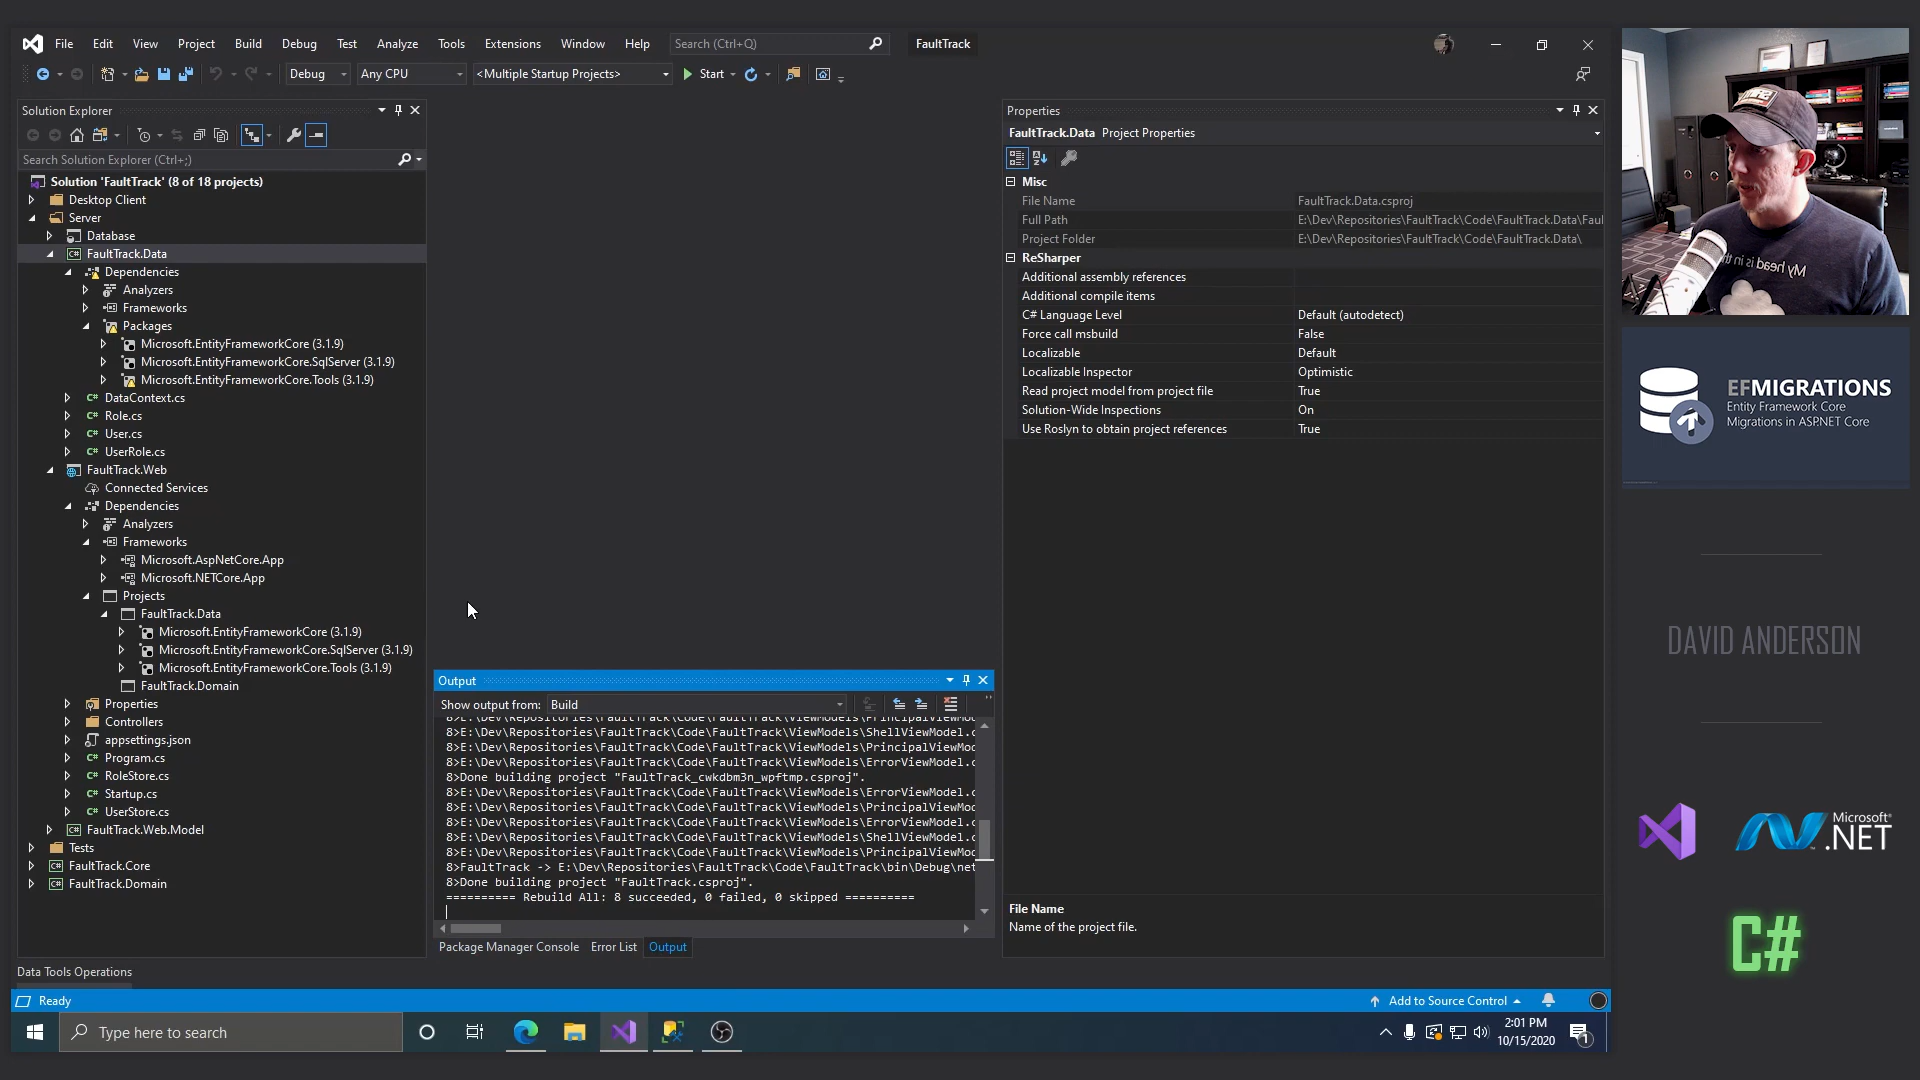 File Edit View Project Build Debug Test Analyze Tools Extensions Window Help Search (Ctrl+Q) FaultTrack
Debug Any CPU <Multiple Startup Projects> Start
Solution Explorer
Search Solution Explorer (Ctrl+;)
Solution 'FaultTrack' (8 of 18 projects)
Desktop Client
Server
Database
FaultTrack.Data
Dependencies
Analyzers
Frameworks
Packages
Microsoft.EntityFrameworkCore (3.1.9)
Microsoft.EntityFrameworkCore.SqlServer (3.1.9)
Microsoft.EntityFrameworkCore.Tools (3.1.9)
DataContext.cs
Role.cs
User.cs
UserRole.cs
FaultTrack.Web
Connected Services
Dependencies
Analyzers
Frameworks
Microsoft.AspNetCore.App
Microsoft.NETCore.App
Projects
FaultTrack.Data
Microsoft.EntityFrameworkCore (3.1.9)
Microsoft.EntityFrameworkCore.SqlServer (3.1.9)
Microsoft.EntityFrameworkCore.Tools (3.1.9)
FaultTrack.Domain
Properties
Controllers
appsettings.json
Program.cs
RoleStore.cs
Startup.cs
UserStore.cs
FaultTrack.Web.Model
Tests
FaultTrack.Core
FaultTrack.Domain
Data Tools Operations
Output
Show output from: Build
8>E:\Dev\Repositories\FaultTrack\Code\FaultTrack\ViewModels\PrincipalViewMod
8>E:\Dev\Repositories\FaultTrack\Code\FaultTrack\ViewModels\ShellViewModel.c
8>E:\Dev\Repositories\FaultTrack\Code\FaultTrack\ViewModels\PrincipalViewMod
8>E:\Dev\Repositories\FaultTrack\Code\FaultTrack\ViewModels\ErrorViewModel.c
8>Done building project "FaultTrack_cwkdbm3n_wpftmp.csproj".
8>E:\Dev\Repositories\FaultTrack\Code\FaultTrack\ViewModels\ErrorViewModel.c
8>E:\Dev\Repositories\FaultTrack\Code\FaultTrack\ViewModels\PrincipalViewMod
8>E:\Dev\Repositories\FaultTrack\Code\FaultTrack\ViewModels\ErrorViewModel.c
8>E:\Dev\Repositories\FaultTrack\Code\FaultTrack\ViewModels\ShellViewModel.c
8>E:\Dev\Repositories\FaultTrack\Code\FaultTrack\ViewModels\PrincipalViewMod
8>FaultTrack -> E:\Dev\Repositories\FaultTrack\Code\FaultTrack\bin\Debug\net
8>Done building project "FaultTrack.csproj".
========== Rebuild All: 8 succeeded, 0 failed, 0 skipped ==========
Package Manager Console Error List Output
Properties
FaultTrack.Data Project Properties
Misc
File Name FaultTrack.Data.csproj
Full Path E:\Dev\Repositories\FaultTrack\Code\FaultTrack.Data\Faul
Project Folder E:\Dev\Repositories\FaultTrack\Code\FaultTrack.Data\
ReSharper
Additional assembly references
Additional compile items
C# Language Level Default (autodetect)
Force call msbuild False
Localizable Default
Localizable Inspector Optimistic
Read project model from project file True
Solution-Wide Inspections On
Use Roslyn to obtain project references True
File Name
Name of the project file.
Ready Add to Source Control
Type here to search
2:01 PM
10/15/2020
1
My head is in the
EFMIGRATIONS
Entity Framework Core
Migrations in ASP.NET Core
DAVID ANDERSON
Microsoft®
.NET
C#